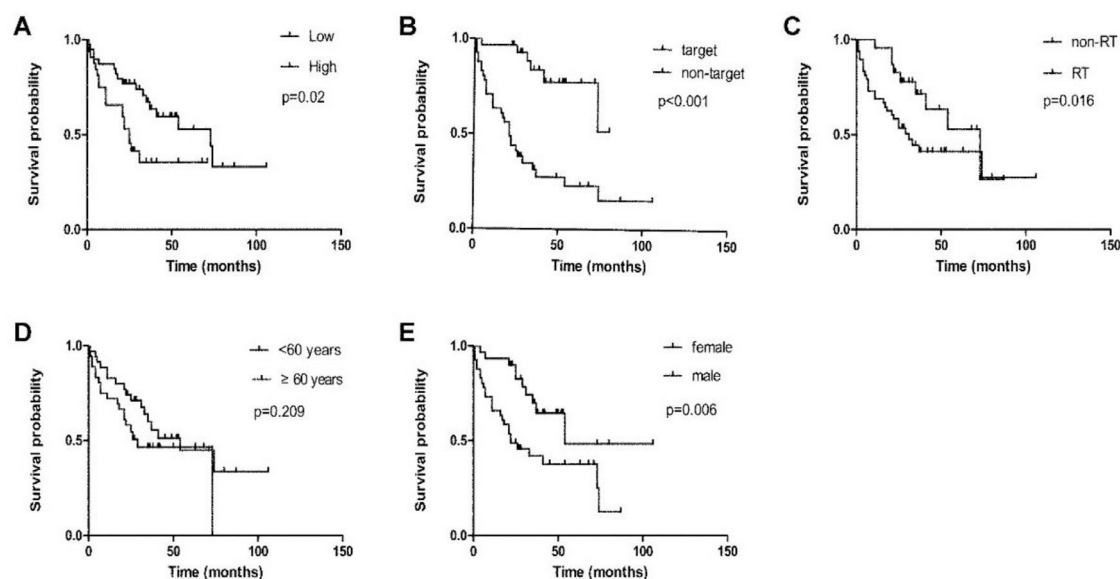 A
Survival probability
1.0
0.5
0.0
0
50
100
150
Time (months)
Low
High
p=0.02
B
Survival probability
1.0
0.5
0.0
0
50
100
150
Time (months)
target
non-target
p<0.001
C
Survival probability
1.0
0.5
0.0
0
50
100
150
Time (months)
non-RT
RT
p=0.016
D
Survival probability
1.0
0.5
0.0
0
50
100
150
Time (months)
<60 years
≥ 60 years
p=0.209
E
Survival probability
1.0
0.5
0.0
0
50
100
150
Time (months)
female
male
p=0.006